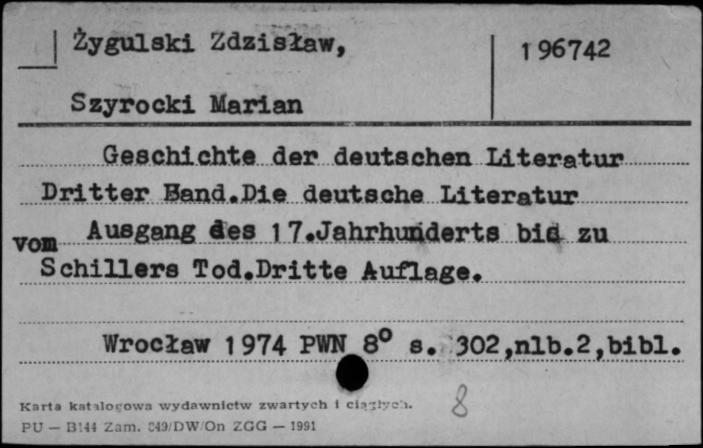 Żygulski Zdzisław,
196742
Szyrocki Marian
Geschichte der deutschen Literatur
Dritter Band.Die deutsche Literatur
vom Ausgang des 17.Jahrhunderts bis zu
Schillers Tod.Dritte Auflage.
Wrocław 1974 PWN 8° s. 302,nlb.2,bibl.
8
Karta katalogowa wydawnictw zwartych i ciągłych.
PU — B144 Zam. 949/DW/On ZGG — 1991